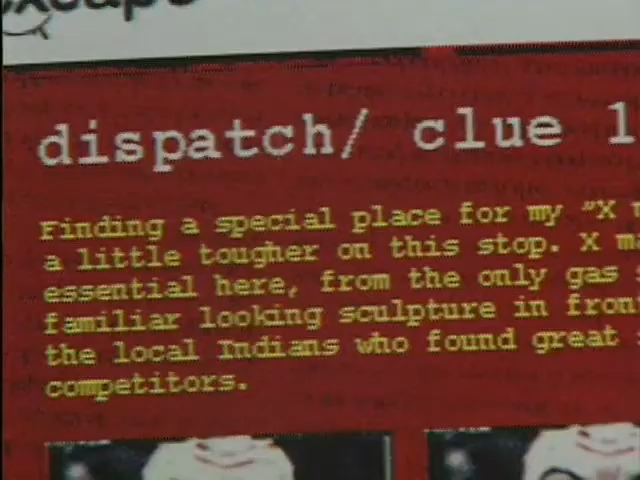 dispatch/ clue 1
Finding a special place for my "X
a little tougher on this stop. X
essential here, from the only gas
familiar looking sculpture in
the local Indians who found great
competitors.